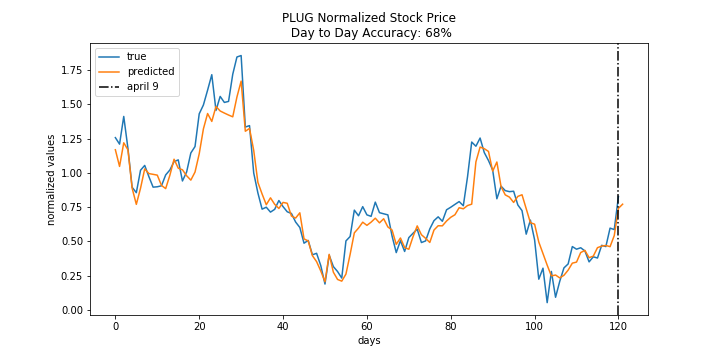 PLUG Normalized Stock Price
Day to Day Accuracy: 68%
true
predicted
april 9
normalized values
1.75
1.50
1.25
1.00
0.75
0.50
0.25
0.00
0 20 40 60 80 100 120
days